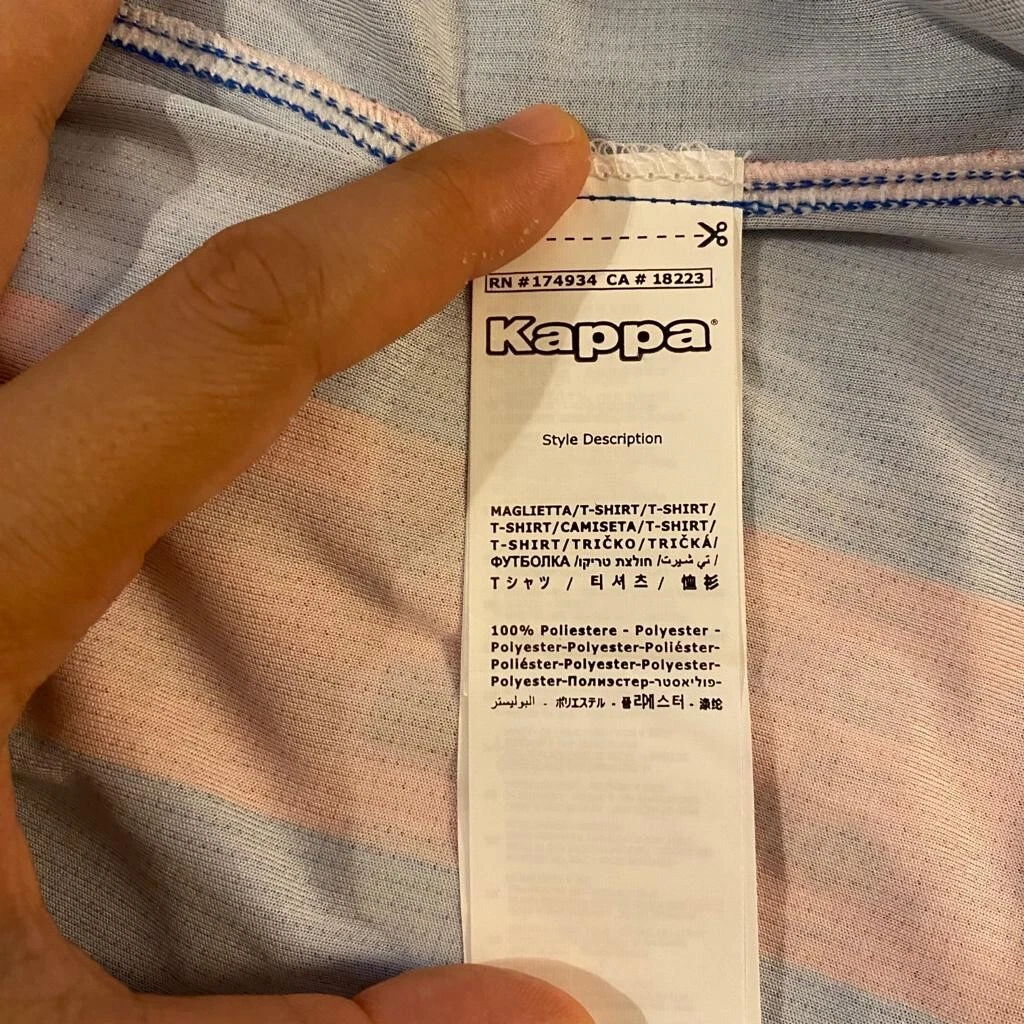 RN #174934 CA # 18223
Kappa®
Style Description
MAGLIETTA/T-SHIRT/T-SHIRT/
T-SHIRT/CAMISETA/T-SHIRT/
T-SHIRT/TRIČKO/TRIČKÁ/
ФУТБОЛКА /חולצת טריקו/ تي شيرت /
Tシャツ / 티셔츠 / 恤衫
100% Poliestere - Polyester -
Polyester-Polyester-Poliéster-
Poliéster-Polyester-Polyester-
Polyester-Полиэстер-פוליאסטר-
البوليستر - ポリエステル - 폴리에스터 - 涤纶